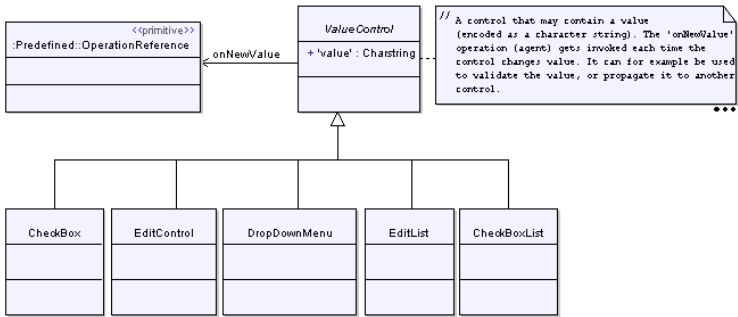 <<primitive>>
:Predefined::OperationReference
onNewValue
ValueControl
+ 'value' : Charstring
//
A control that may contain a value
(encoded as a character string). The 'onNewValue'
operation (agent) gets invoked each time the
control changes value. It can for example be used
to validate the value, or propagate it to another
control.
CheckBox
EditControl
DropDownMenu
EditList
CheckBoxList